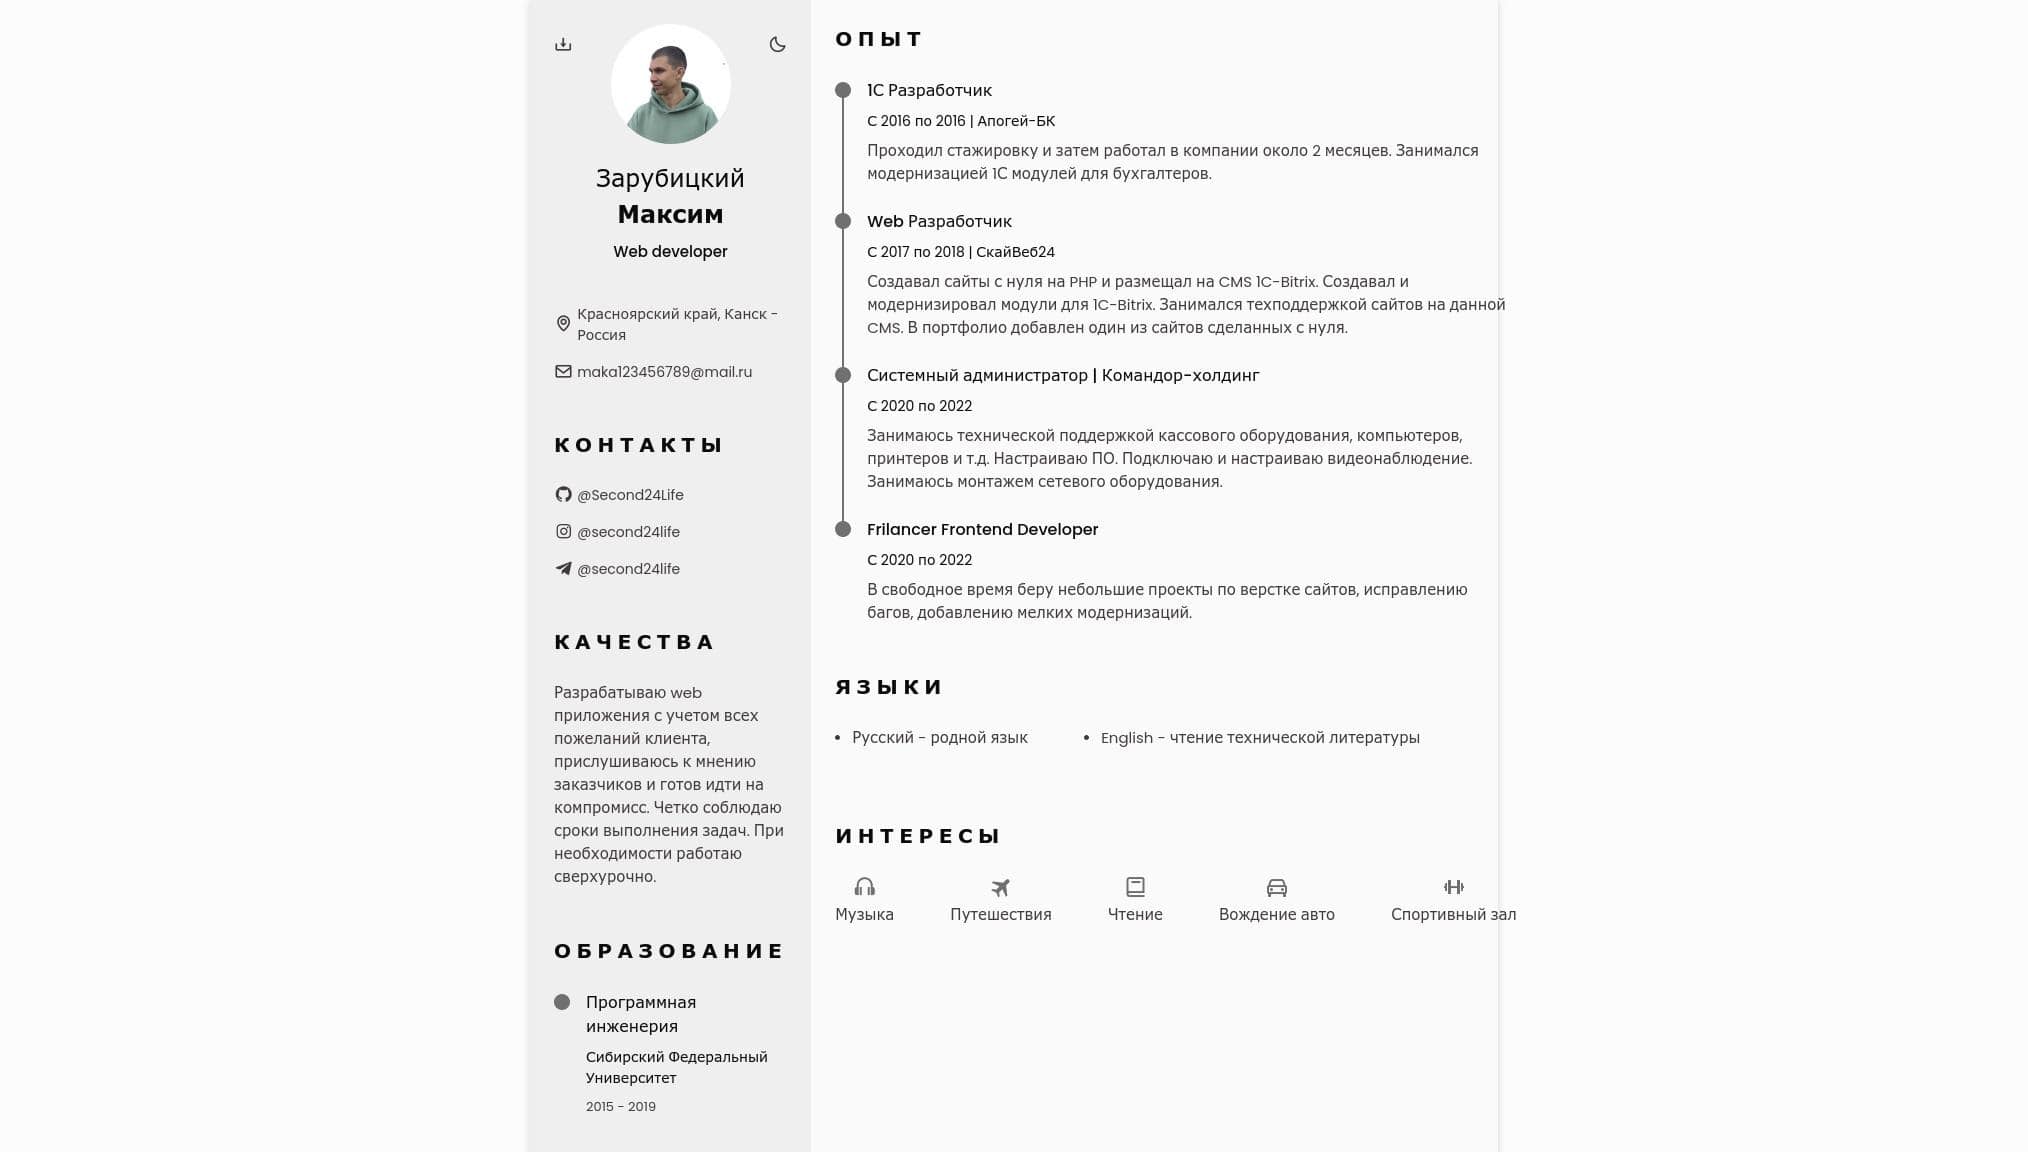 Зарубицкий
Максим
Web developer
Красноярский край, Канск -
Россия
maka123456789@mail.ru
КОНТАКТЫ
@Second24Life
@second24life
@second24life
КАЧЕСТВА
Разрабатываю web
приложения с учетом всех
пожеланий клиента,
прислушиваюсь к мнению
заказчиков и готов идти на
компромисс. Четко соблюдаю
сроки выполнения задач. При
необходимости работаю
сверхурочно.
ОБРАЗОВАНИЕ
Программная
инженерия
Сибирский Федеральный
Университет
2015 - 2019
ОПЫТ
1С Разработчик
С 2016 по 2016 | Апогей-БК
Проходил стажировку и затем работал в компании около 2 месяцев. Занимался
модернизацией 1С модулей для бухгалтеров.
Web Разработчик
С 2017 по 2018 | СкайВеб24
Создавал сайты с нуля на PHP и размещал на CMS 1C-Bitrix. Создавал и
модернизировал модули для 1C-Bitrix. Занимался техподдержкой сайтов на данной
CMS. В портфолио добавлен один из сайтов сделанных с нуля.
Системный администратор | Командор-холдинг
С 2020 по 2022
Занимаюсь технической поддержкой кассового оборудования, компьютеров,
принтеров и т.д. Настраиваю ПО. Подключаю и настраиваю видеонаблюдение.
Занимаюсь монтажем сетевого оборудования.
Frilancer Frontend Developer
С 2020 по 2022
В свободное время беру небольшие проекты по верстке сайтов, исправлению
багов, добавлению мелких модернизаций.
ЯЗЫКИ
• Русский - родной язык
• English - чтение технической литературы
ИНТЕРЕСЫ
Музыка
Путешествия
Чтение
Вождение авто
Спортивный зал